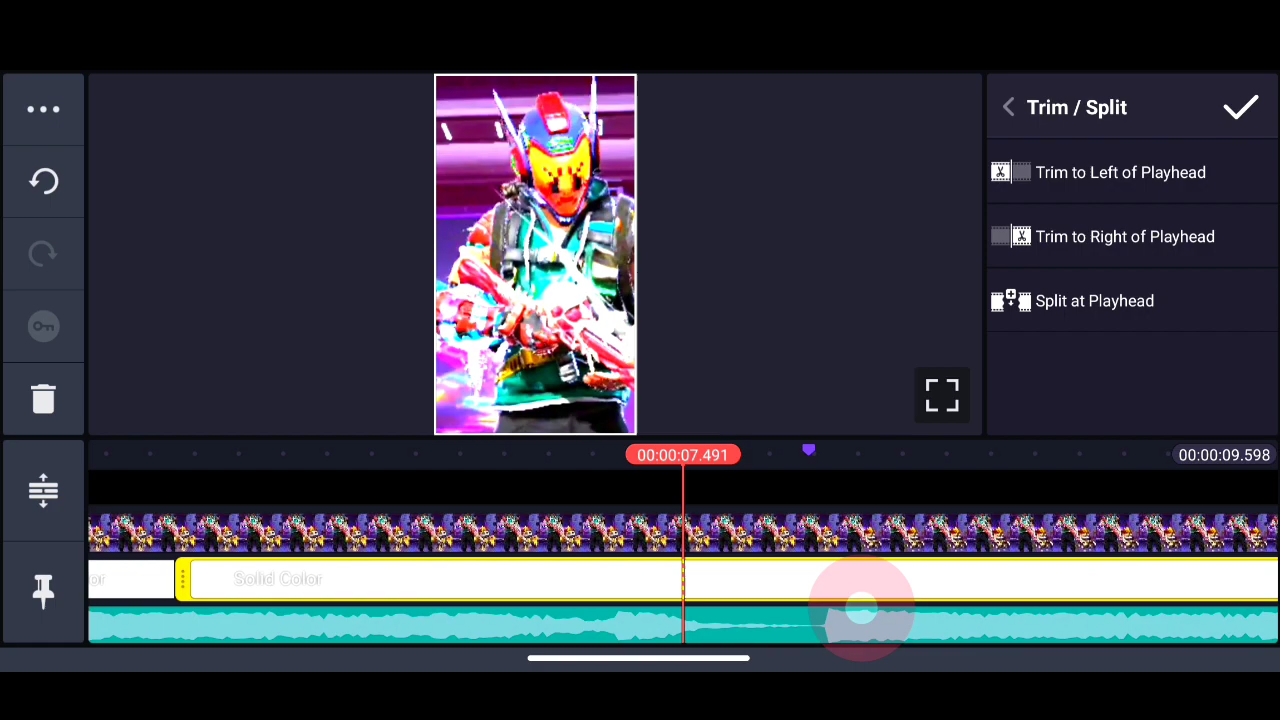 Trim / Split
Trim to Left of Playhead
Trim to Right of Playhead
Split at Playhead
00:00:07.491
00:00:09.598
or
Solid Color